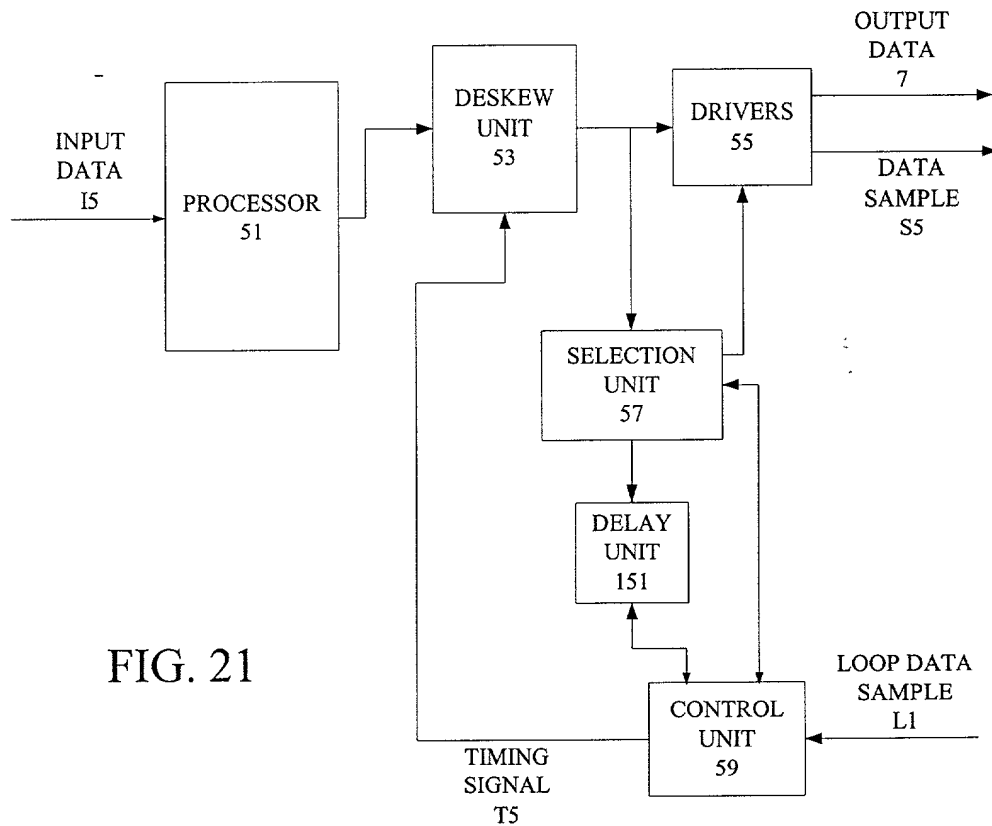 INPUT
DATA
I5
PROCESSOR
51
DESKEW
UNIT
53
DRIVERS
55
OUTPUT
DATA
7
DATA
SAMPLE
S5
SELECTION
UNIT
57
DELAY
UNIT
151
FIG. 21
CONTROL
UNIT
59
LOOP DATA
SAMPLE
L1
TIMING
SIGNAL
T5